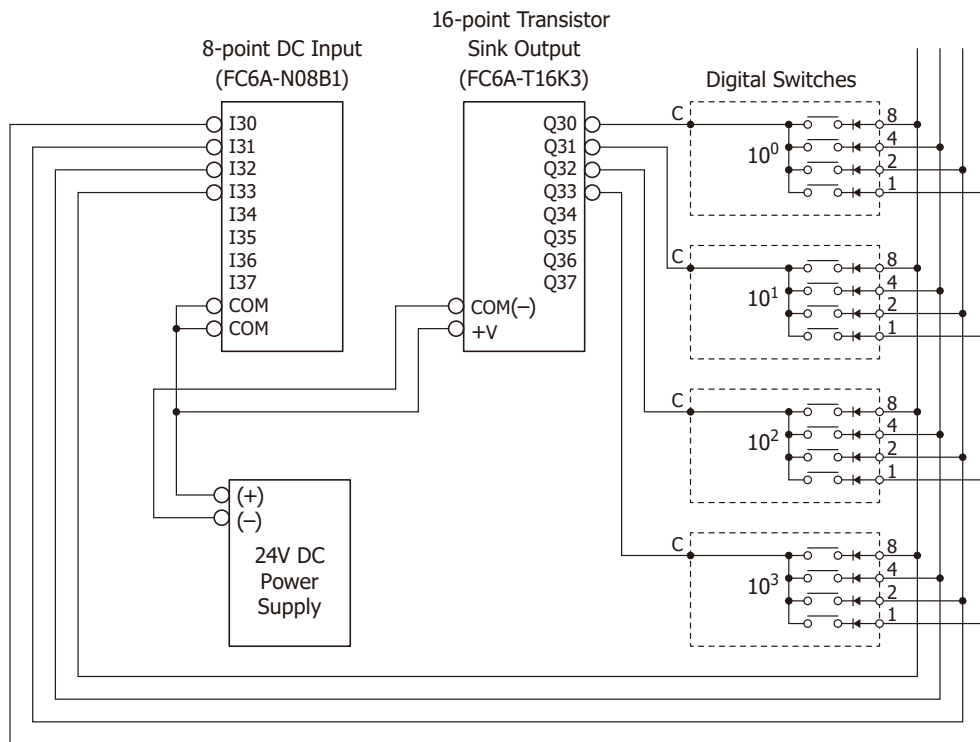 8-point DC Input
(FC6A-N08B1)
I30
I31
I32
I33
I34
I35
I36
I37
COM
COM
16-point Transistor
Sink Output
(FC6A-T16K3)
Q30
Q31
Q32
Q33
Q34
Q35
Q36
Q37
COM(−)
+V
(+)
(−)
24V DC
Power
Supply
Digital Switches
C
10⁰
8
4
2
1
C
10¹
8
4
2
1
C
10²
8
4
2
1
C
10³
8
4
2
1